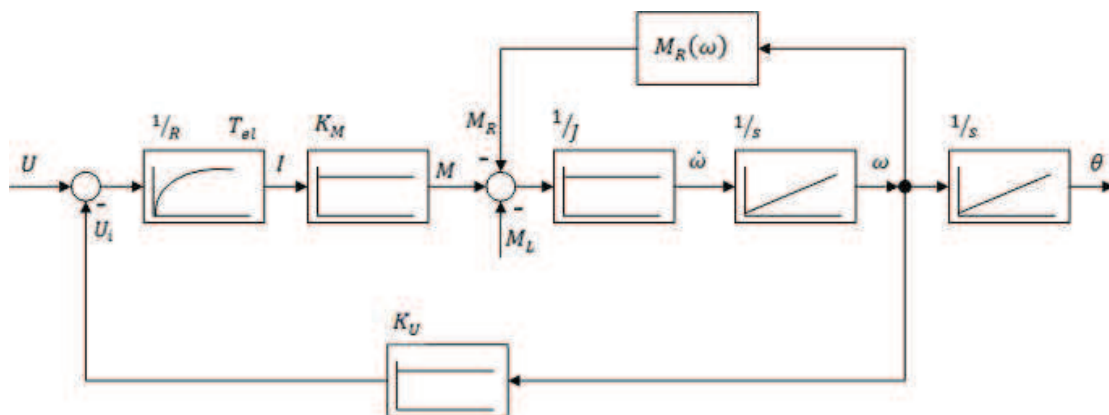 M_R(ω)
M_R
1/R T_el
K_M
1/J
1/s
1/s
U
I
M
ω̇
ω
θ
U_i
M_L
K_U